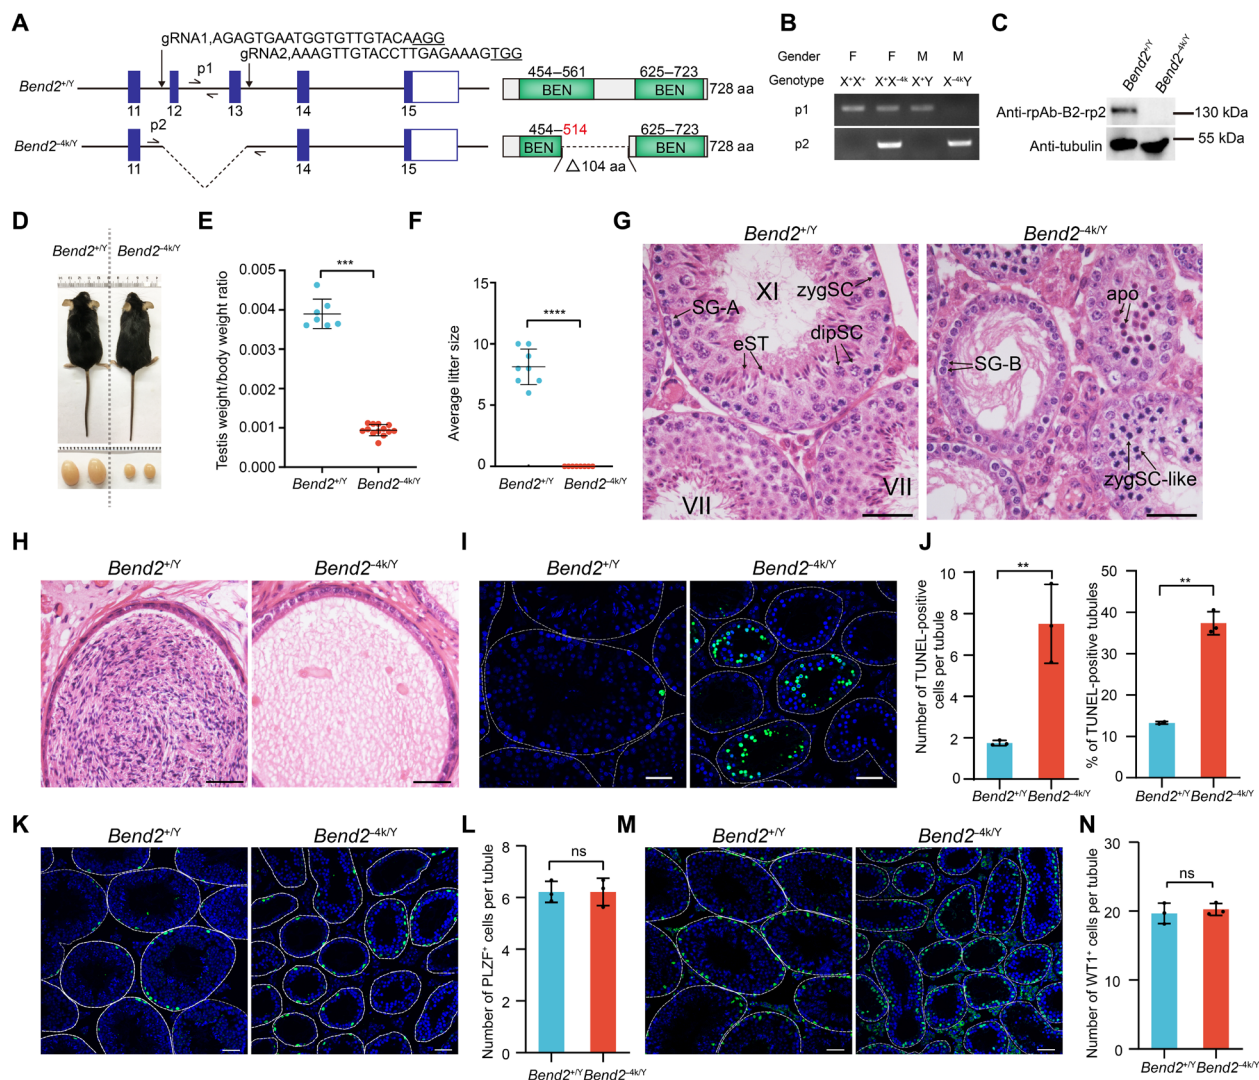 A
gRNA1,AGAGTGAATGGTGTTGTACAAGG
gRNA2,AAAGTTGTACCTTGAGAAAGTGG
p1
Bend2+/Y
11
12
13
14
15
454–561
625–723
BEN
BEN
728 aa
p2
Bend2–4k/Y
11
14
15
454–514
625–723
BEN
BEN
728 aa
△104 aa
B
Gender F F M M
Genotype X+X+ X+X–4k X+Y X–4kY
p1
p2
C
Bend2+/Y
Bend2–4k/Y
Anti-rpAb-B2-rp2
130 kDa
Anti-tubulin
55 kDa
D
Bend2+/Y
Bend2–4k/Y
E
Testis weight/body weight ratio
0.005
0.004
0.003
0.002
0.001
0.000
***
Bend2+/Y
Bend2–4k/Y
F
Average litter size
15
10
5
0
****
Bend2+/Y
Bend2–4k/Y
G
Bend2+/Y
XI
zygSC
SG-A
eST
dipSC
VII
VII
Bend2–4k/Y
apo
SG-B
zygSC-like
H
Bend2+/Y
Bend2–4k/Y
I
Bend2+/Y
Bend2–4k/Y
J
Number of TUNEL-positive
cells per tubule
10
8
6
4
2
0
**
Bend2+/Y
Bend2–4k/Y
% of TUNEL-positive tubules
50
40
30
20
10
0
**
Bend2+/Y
Bend2–4k/Y
K
Bend2+/Y
Bend2–4k/Y
L
Number of PLZF+ cells per tubule
8
6
4
2
0
ns
Bend2+/Y
Bend2–4k/Y
M
Bend2+/Y
Bend2–4k/Y
N
Number of WT1+ cells per tubule
30
20
10
0
ns
Bend2+/Y
Bend2–4k/Y